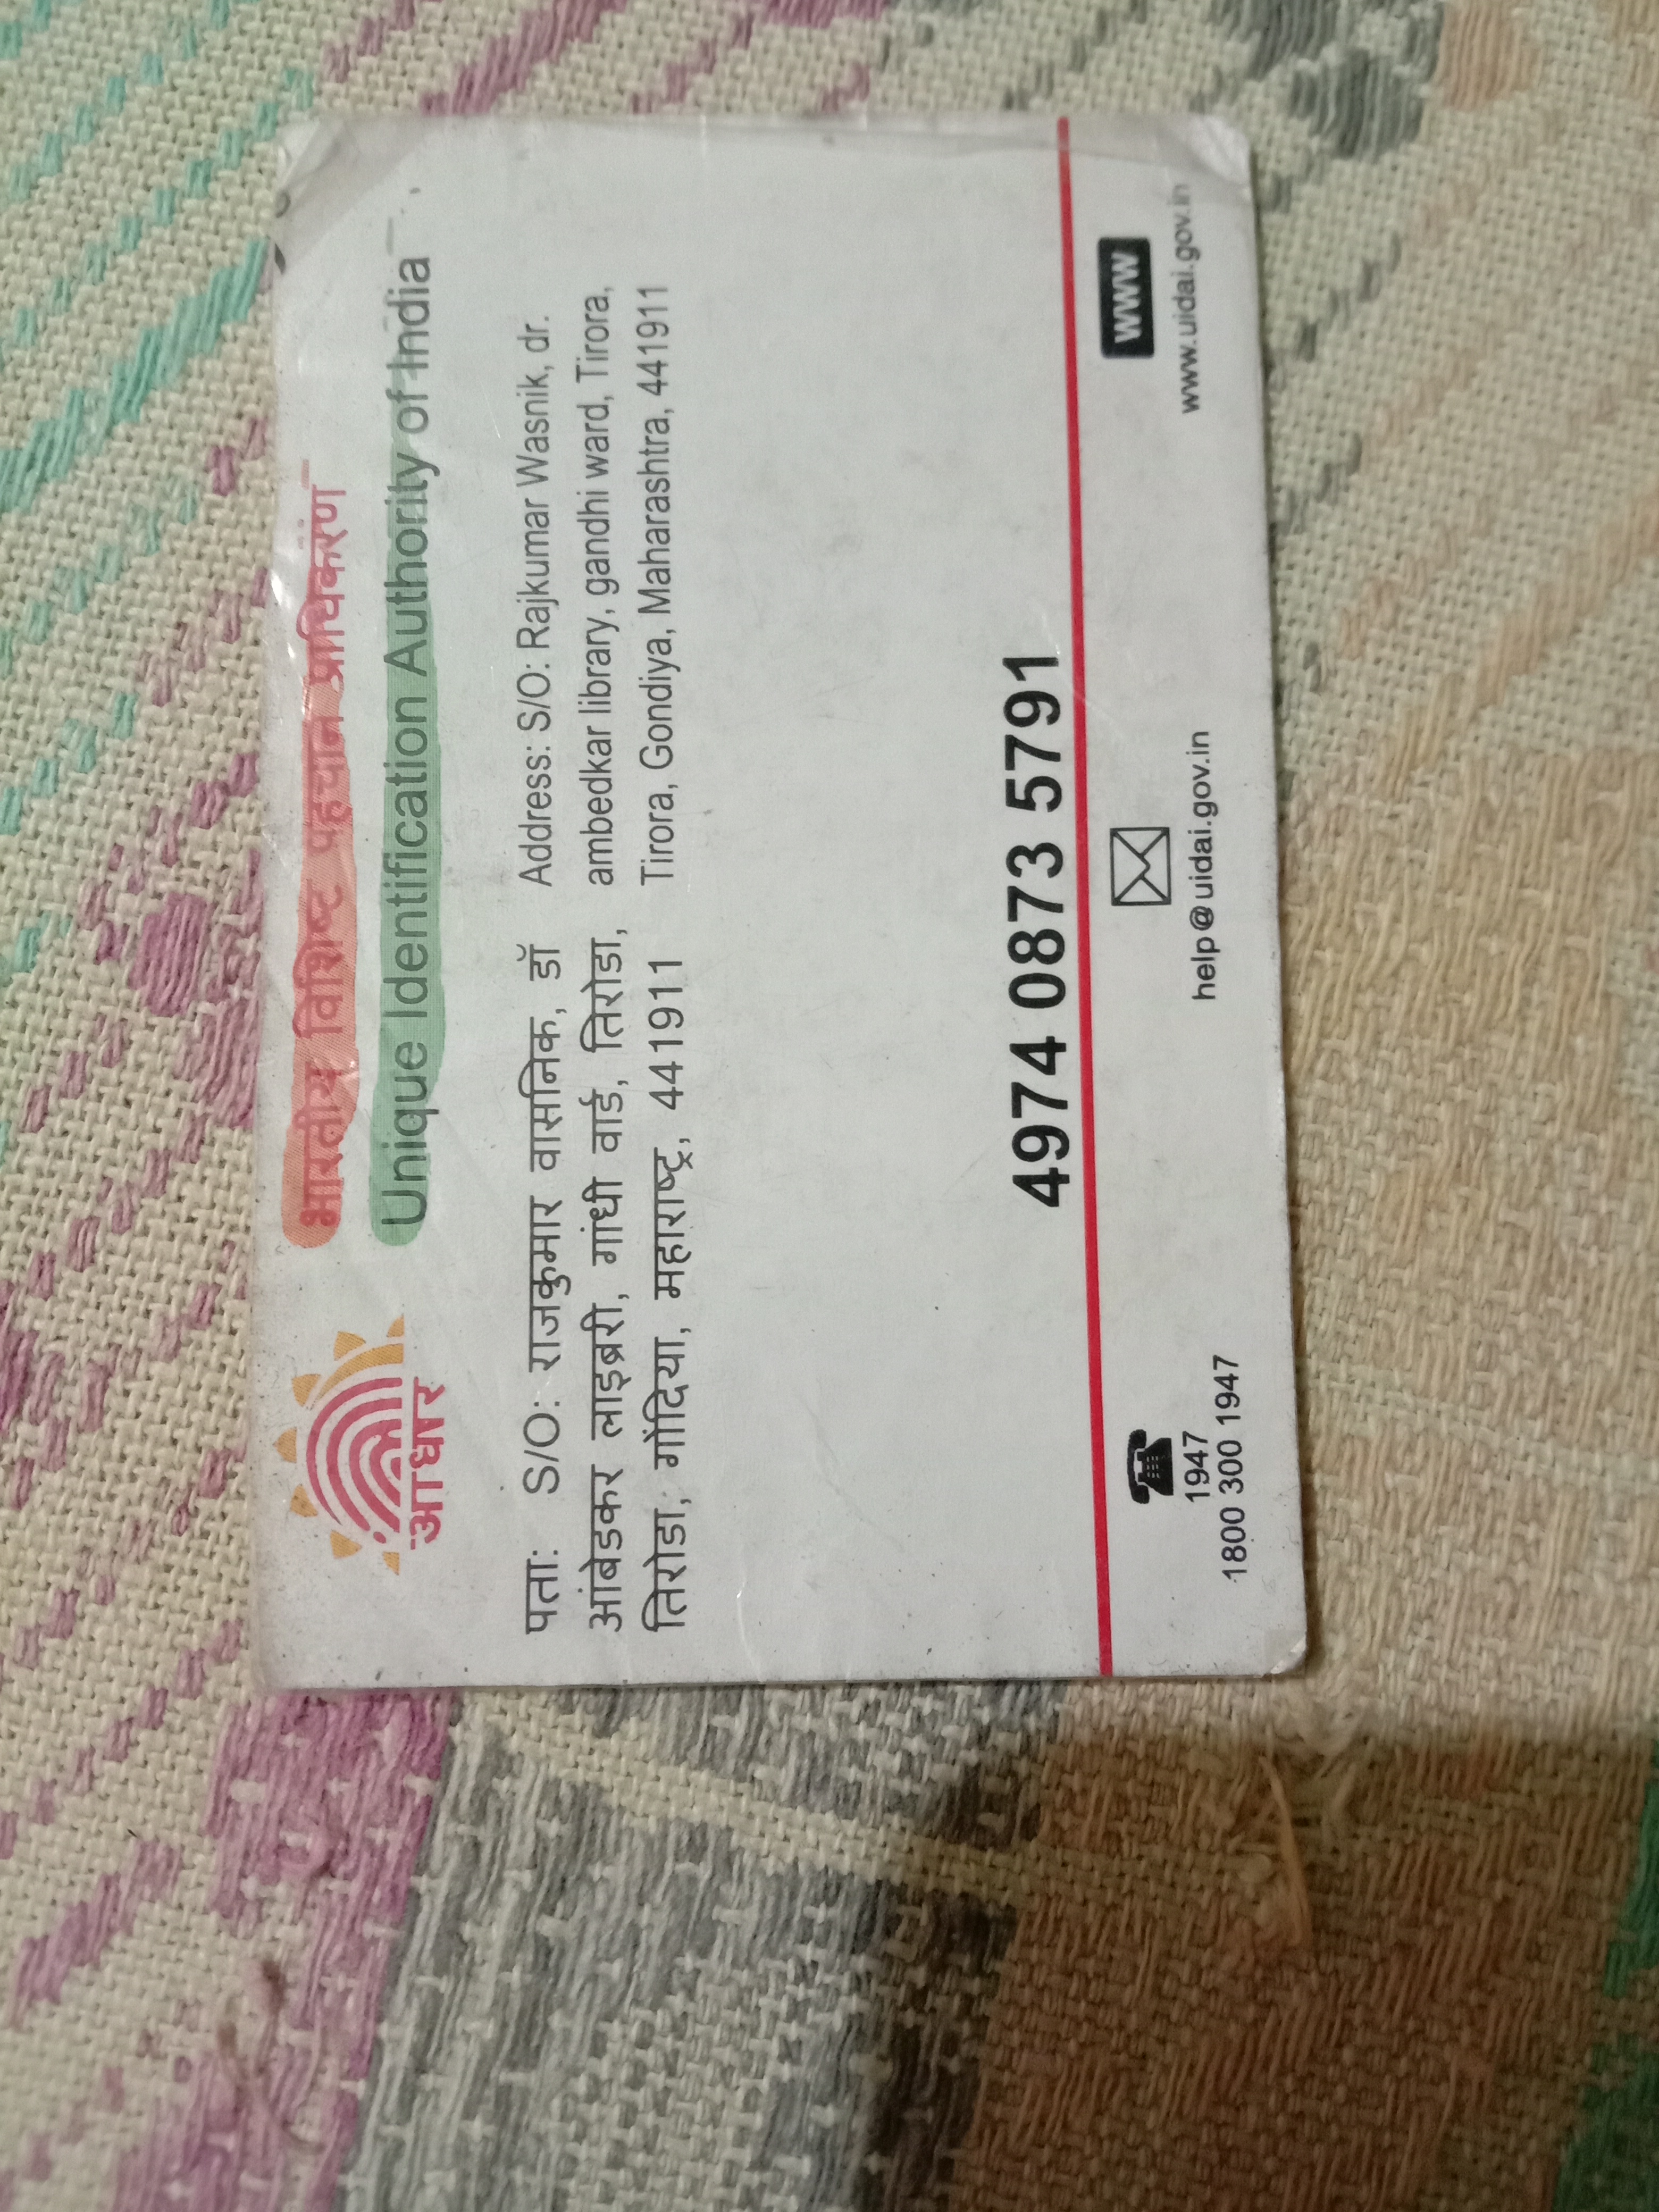 भारतीय विशिष्ट पहचान प्राधिकरण
Unique Identification Authority of India
आधार
पता: S/O: राजकुमार वासनिक, डॉ
आंबेडकर लाइब्ररी, गांधी वार्ड, तिरोडा,
तिरोडा, गोंदिया, महाराष्ट्र, 441911
Address: S/O: Rajkumar Wasnik, dr.
ambedkar library, gandhi ward, Tirora,
Tirora, Gondiya, Maharashtra, 441911
4974 0873 5791
1947
1800 300 1947
help@uidai.gov.in
www
www.uidai.gov.in